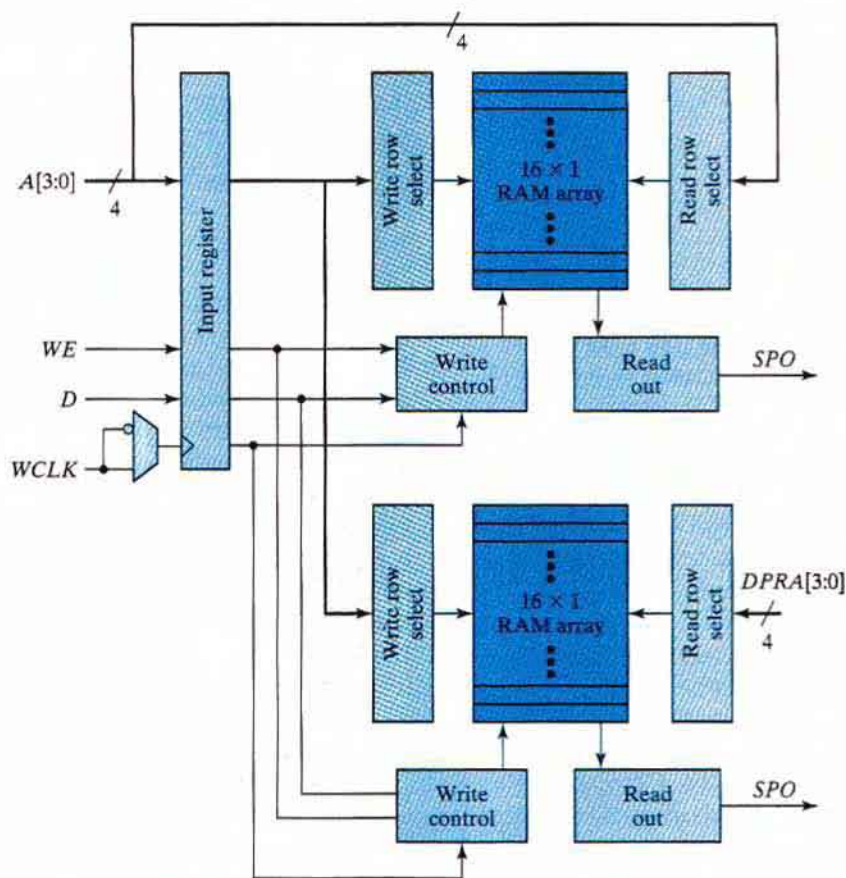 4
A[3:0]
4
Input register
Write row
select
16 × 1
RAM array
Read row
select
WE
D
WCLK
Write
control
Read
out
SPO
Write row
select
16 × 1
RAM array
Read row
select
DPRA[3:0]
4
Write
control
Read
out
SPO